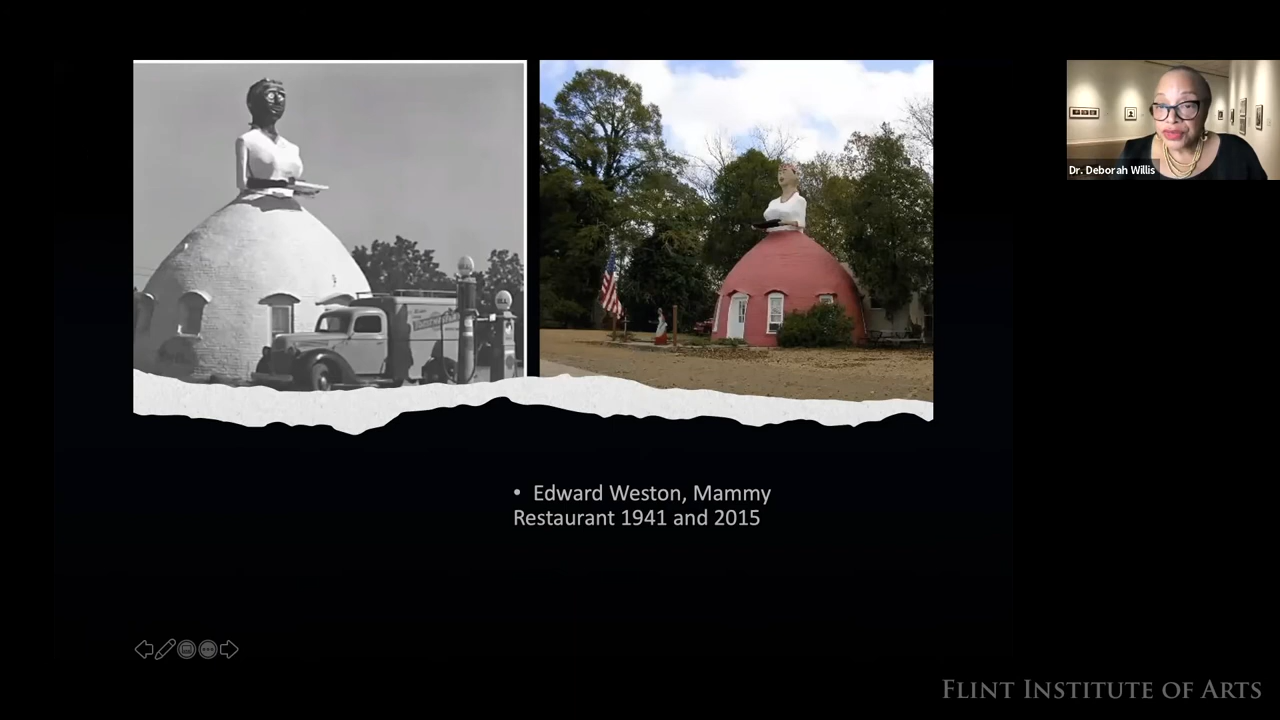 Dr. Deborah Willis
• Edward Weston, Mammy
Restaurant 1941 and 2015
FLINT INSTITUTE OF ARTS